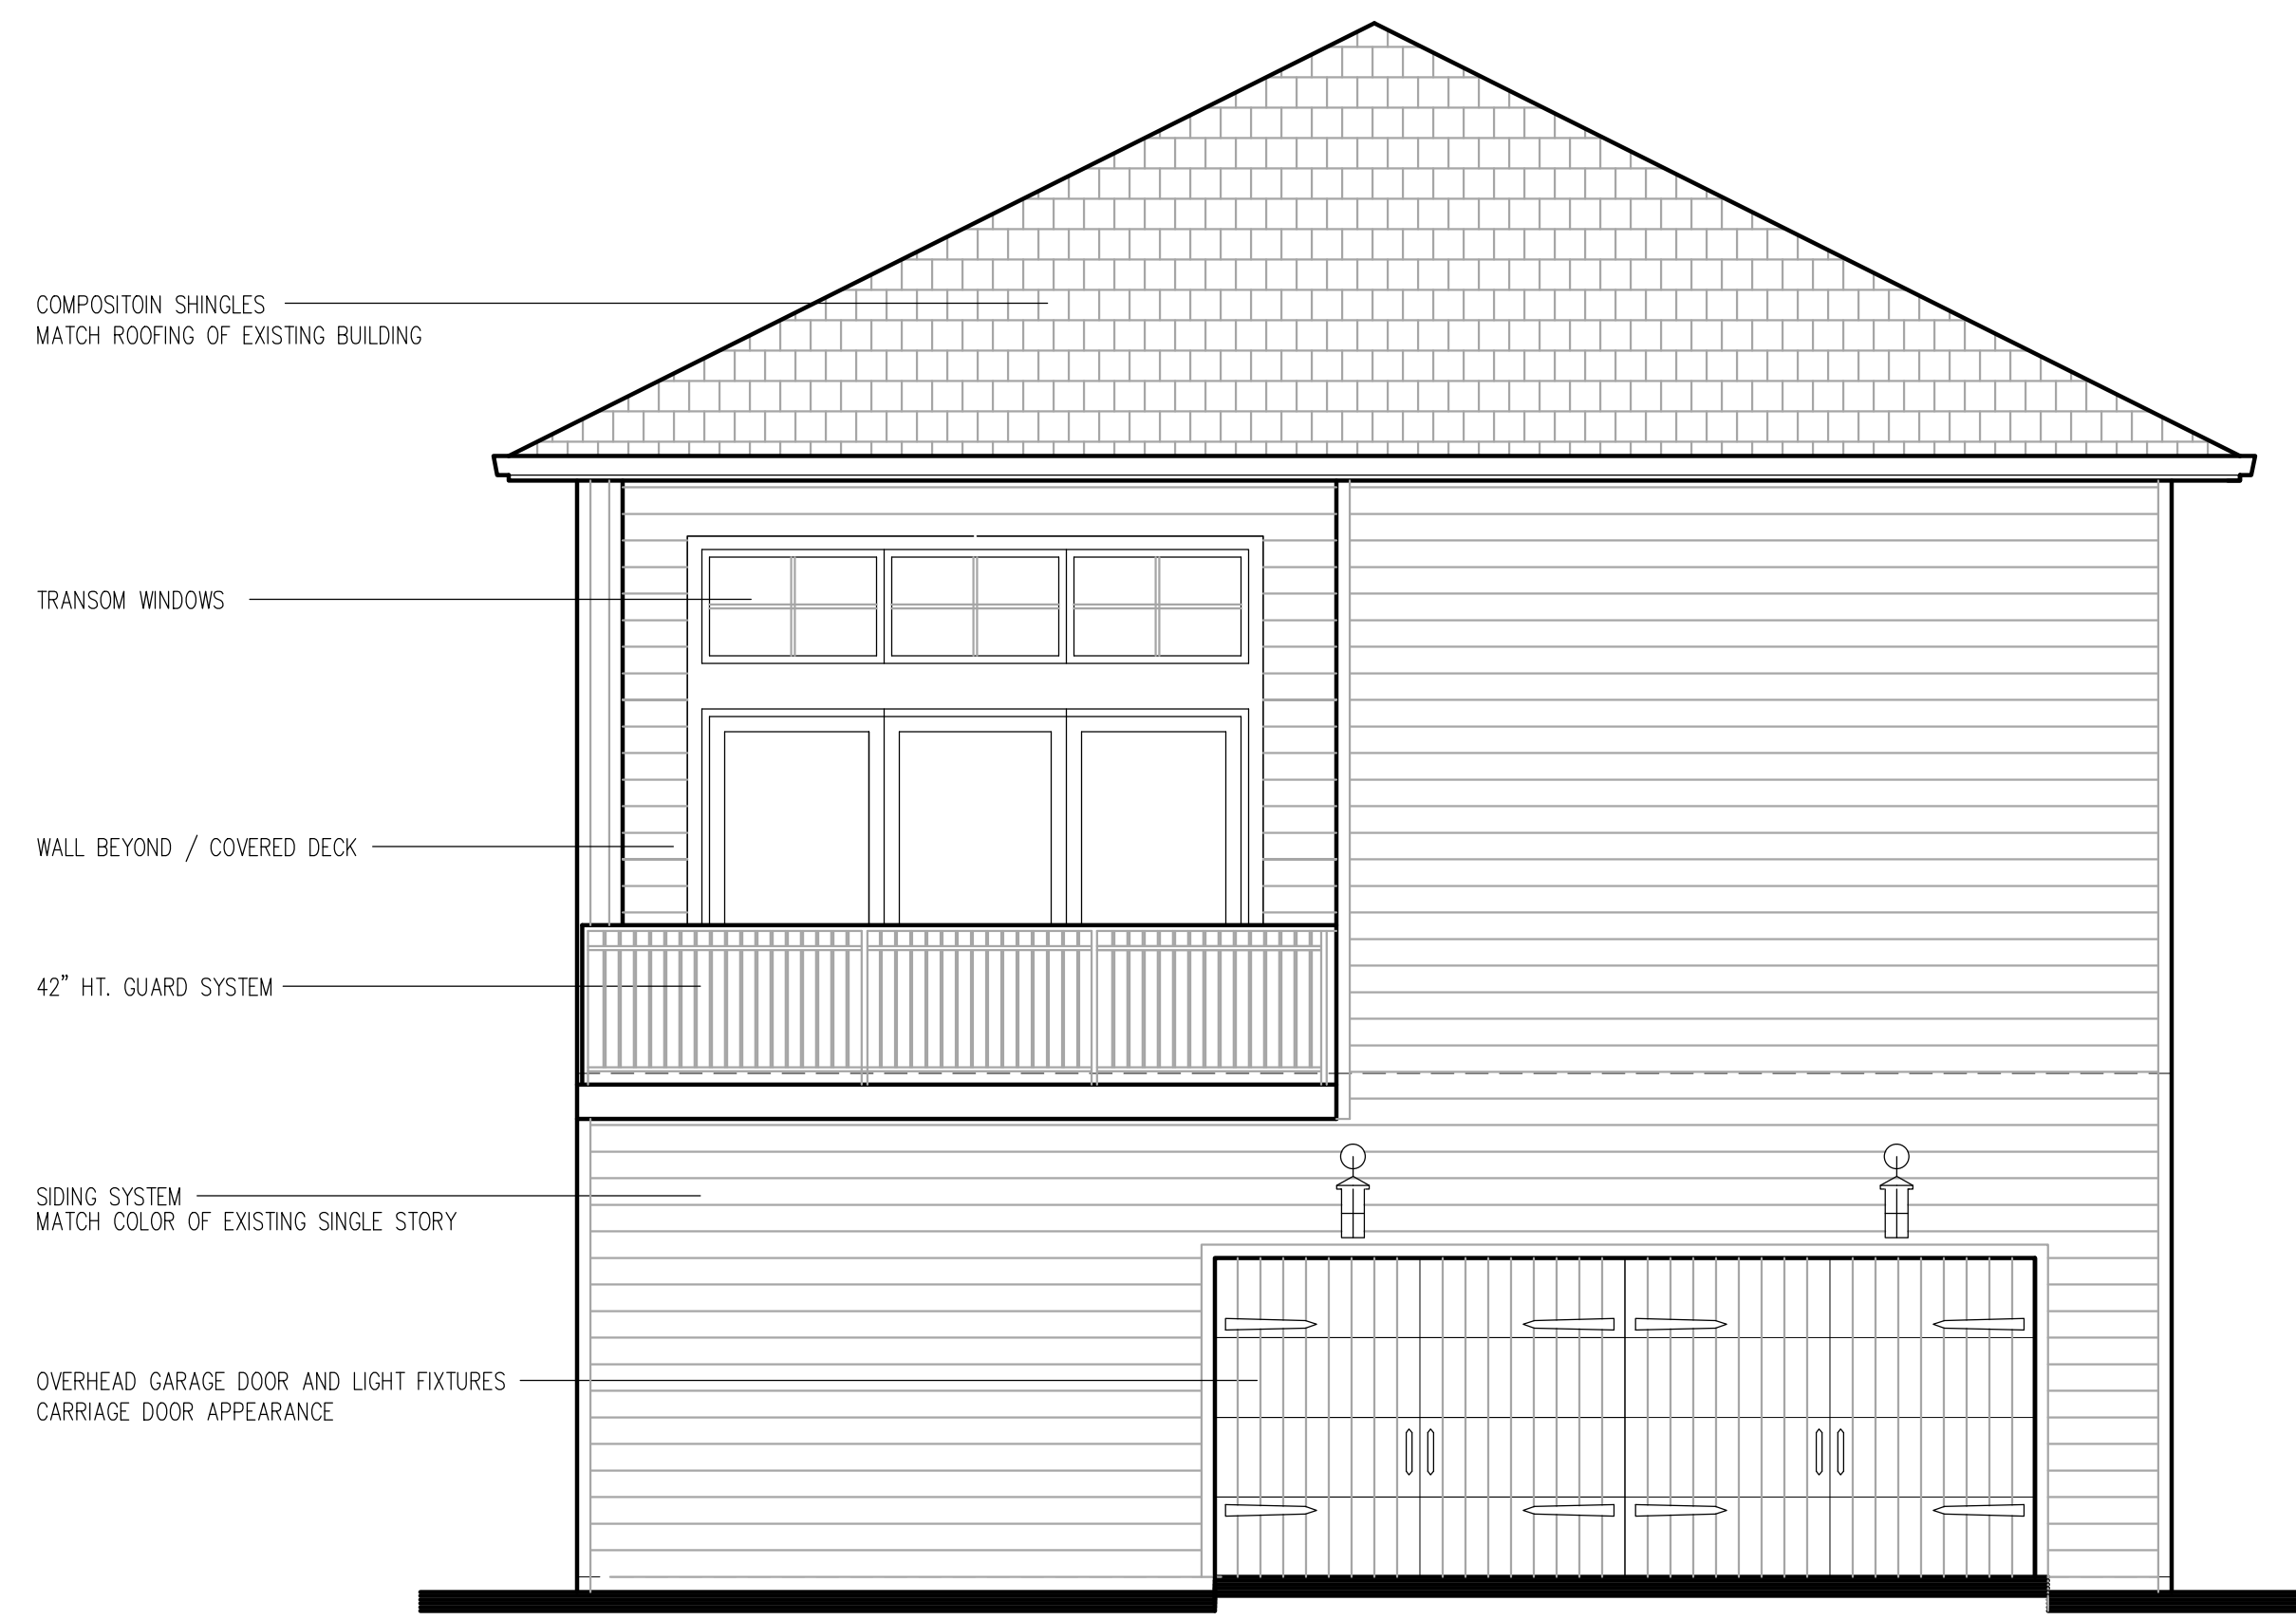 COMPOSITOIN SHINGLES
MATCH ROOFING OF EXISTING BUILDING
TRANSOM WINDOWS
WALL BEYOND / COVERED DECK
42" HT. GUARD SYSTEM
SIDING SYSTEM
MATCH COLOR OF EXISTINGS SINGLE STORY
OVERHEAD GARAGE DOOR AND LIGHT FIXTURES
CARRIAGE DOOR APPEARANCE